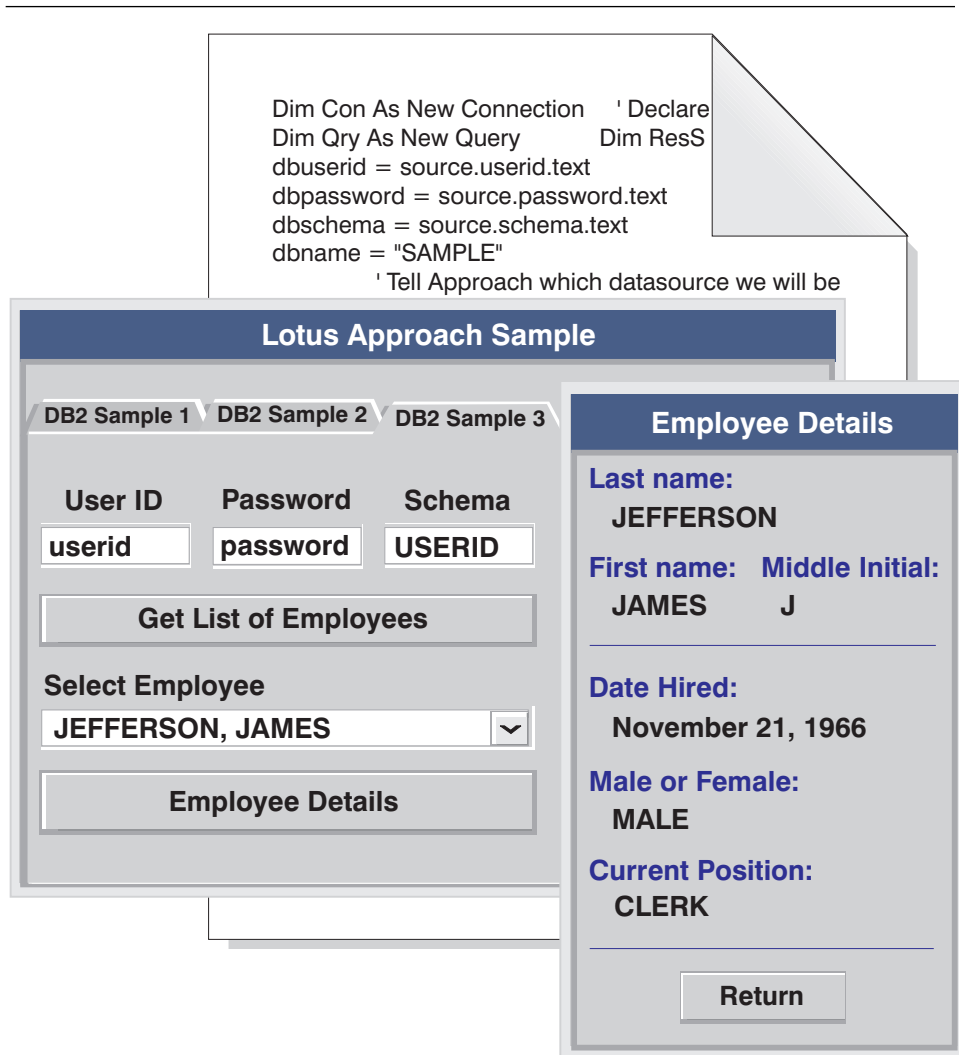 Dim Con As New Connection ' Declare
Dim Qry As New Query Dim ResS
dbuserid = source.userid.text
dbpassword = source.password.text
dbschema = source.schema.text
dbname = "SAMPLE"
' Tell Approach which datasource we will be
Lotus Approach Sample
DB2 Sample 1 DB2 Sample 2 DB2 Sample 3
User ID Password Schema
userid password USERID
Get List of Employees
Select Employee
JEFFERSON, JAMES
Employee Details
Employee Details
Last name:
JEFFERSON
First name: Middle Initial:
JAMES J
Date Hired:
November 21, 1966
Male or Female:
MALE
Current Position:
CLERK
Return